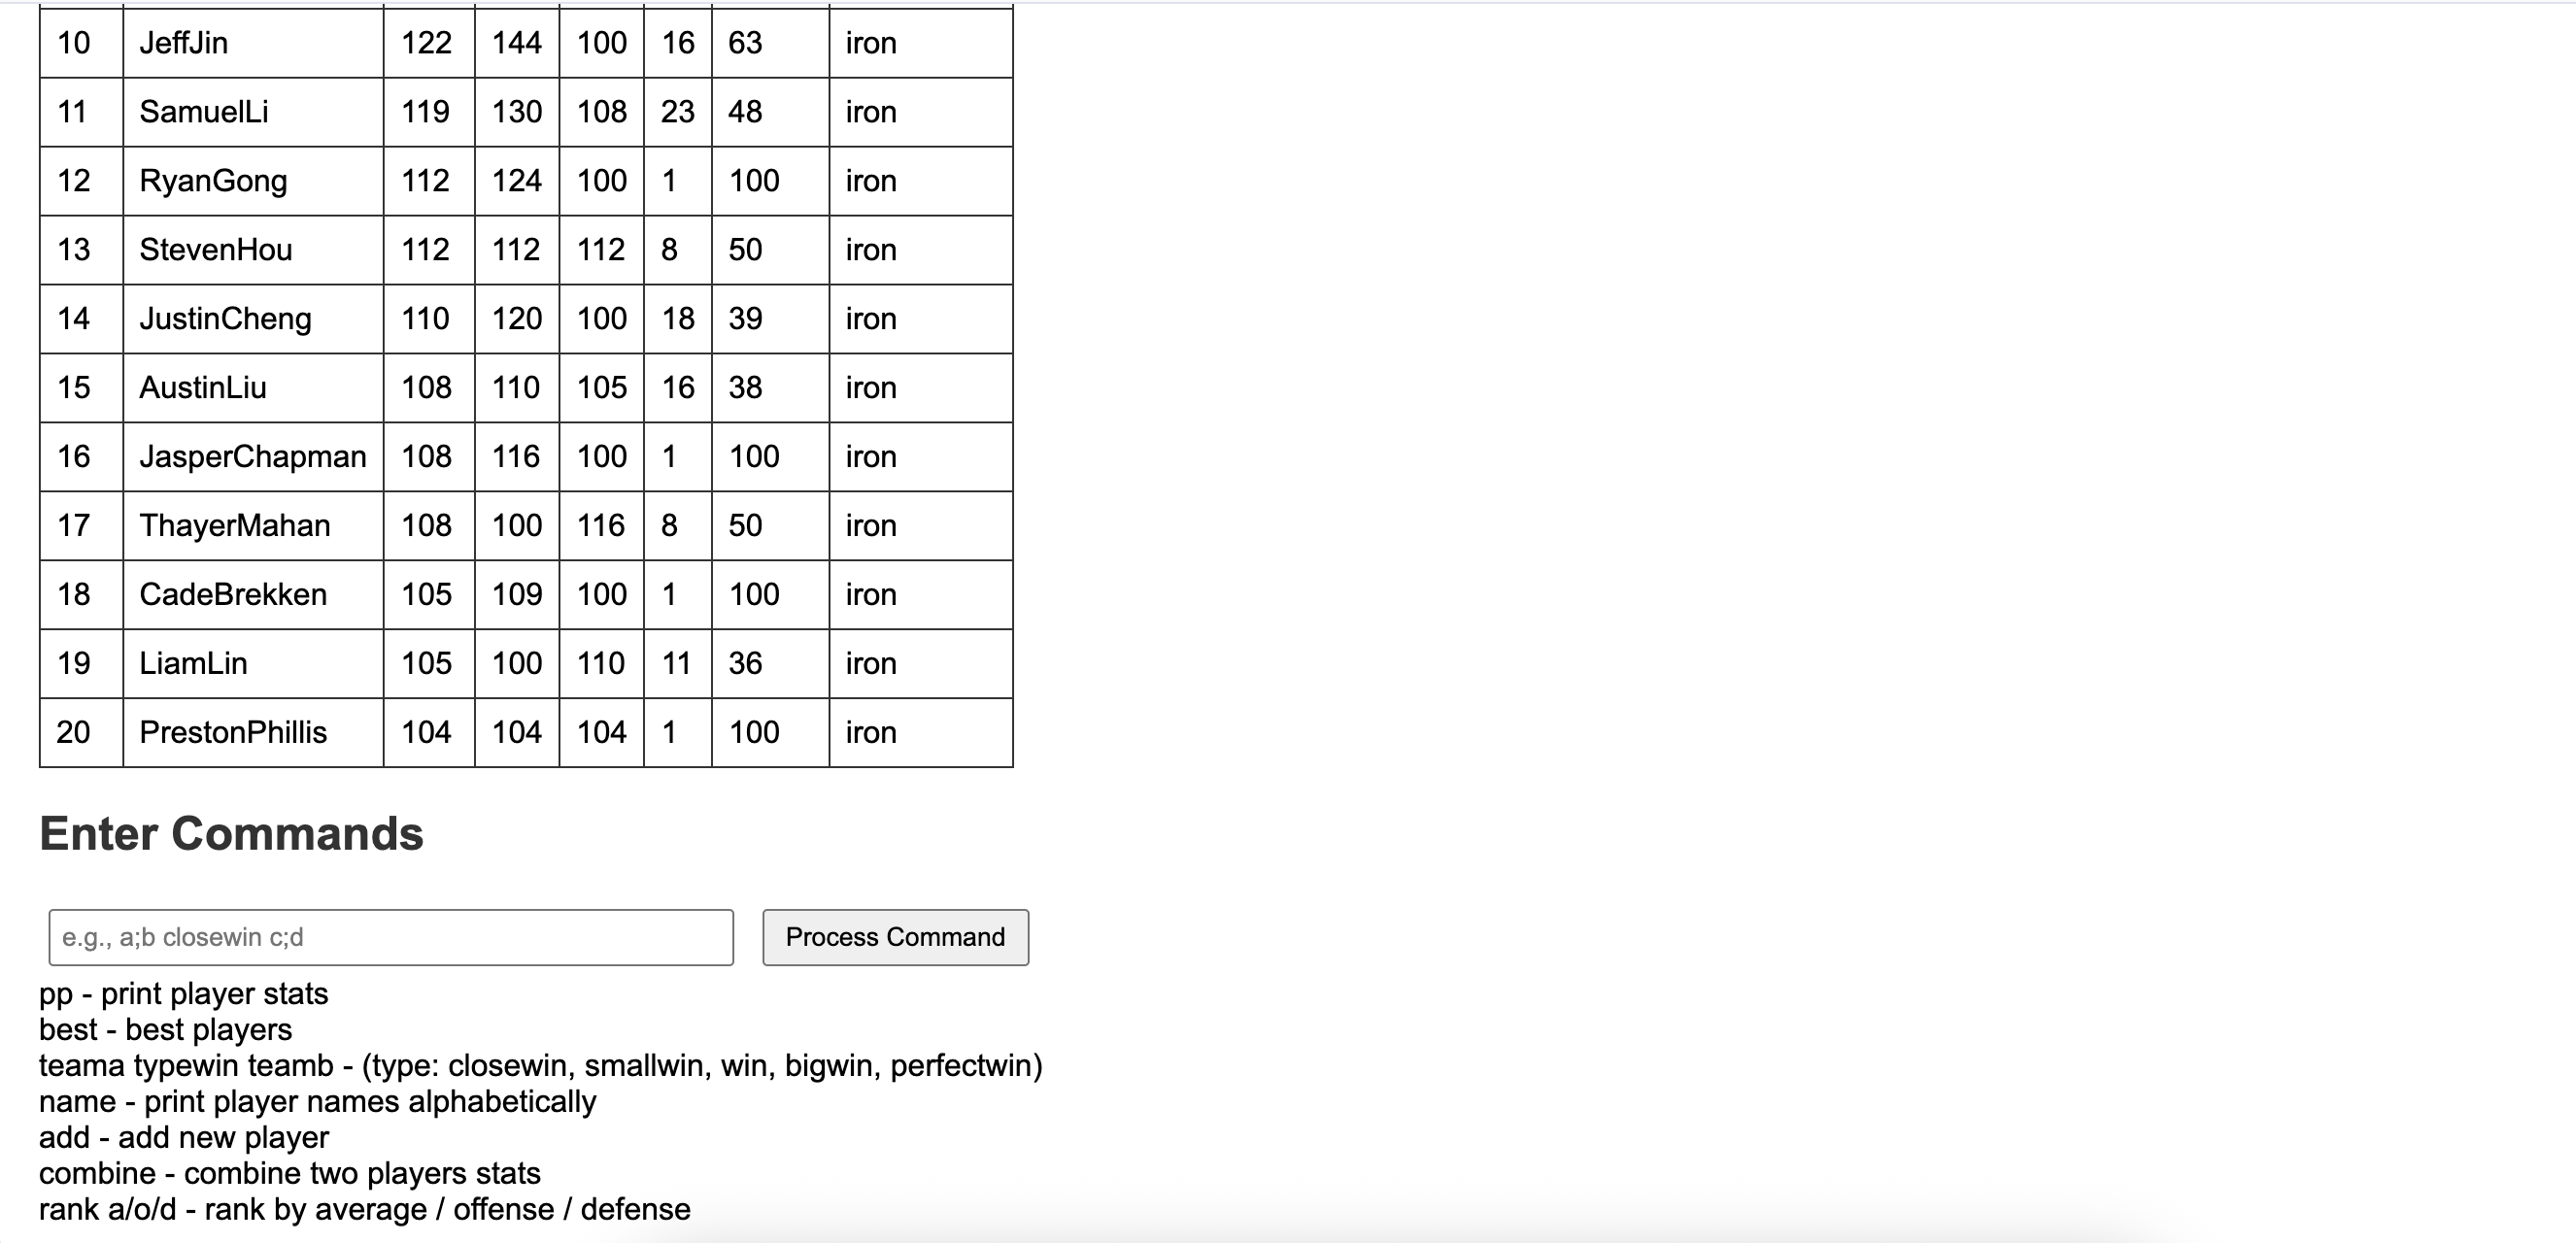 10 JeffJin 122 144 100 16 63 iron
11 SamuelLi 119 130 108 23 48 iron
12 RyanGong 112 124 100 1 100 iron
13 StevenHou 112 112 112 8 50 iron
14 JustinCheng 110 120 100 18 39 iron
15 AustinLiu 108 110 105 16 38 iron
16 JasperChapman 108 116 100 1 100 iron
17 ThayerMahan 108 100 116 8 50 iron
18 CadeBrekken 105 109 100 1 100 iron
19 LiamLin 105 100 110 11 36 iron
20 PrestonPhillis 104 104 104 1 100 iron
Enter Commands
e.g., a;b closewin c;d Process Command
pp - print player stats
best - best players
teama typewin teamb - (type: closewin, smallwin, win, bigwin, perfectwin)
name - print player names alphabetically
add - add new player
combine - combine two players stats
rank a/o/d - rank by average / offense / defense